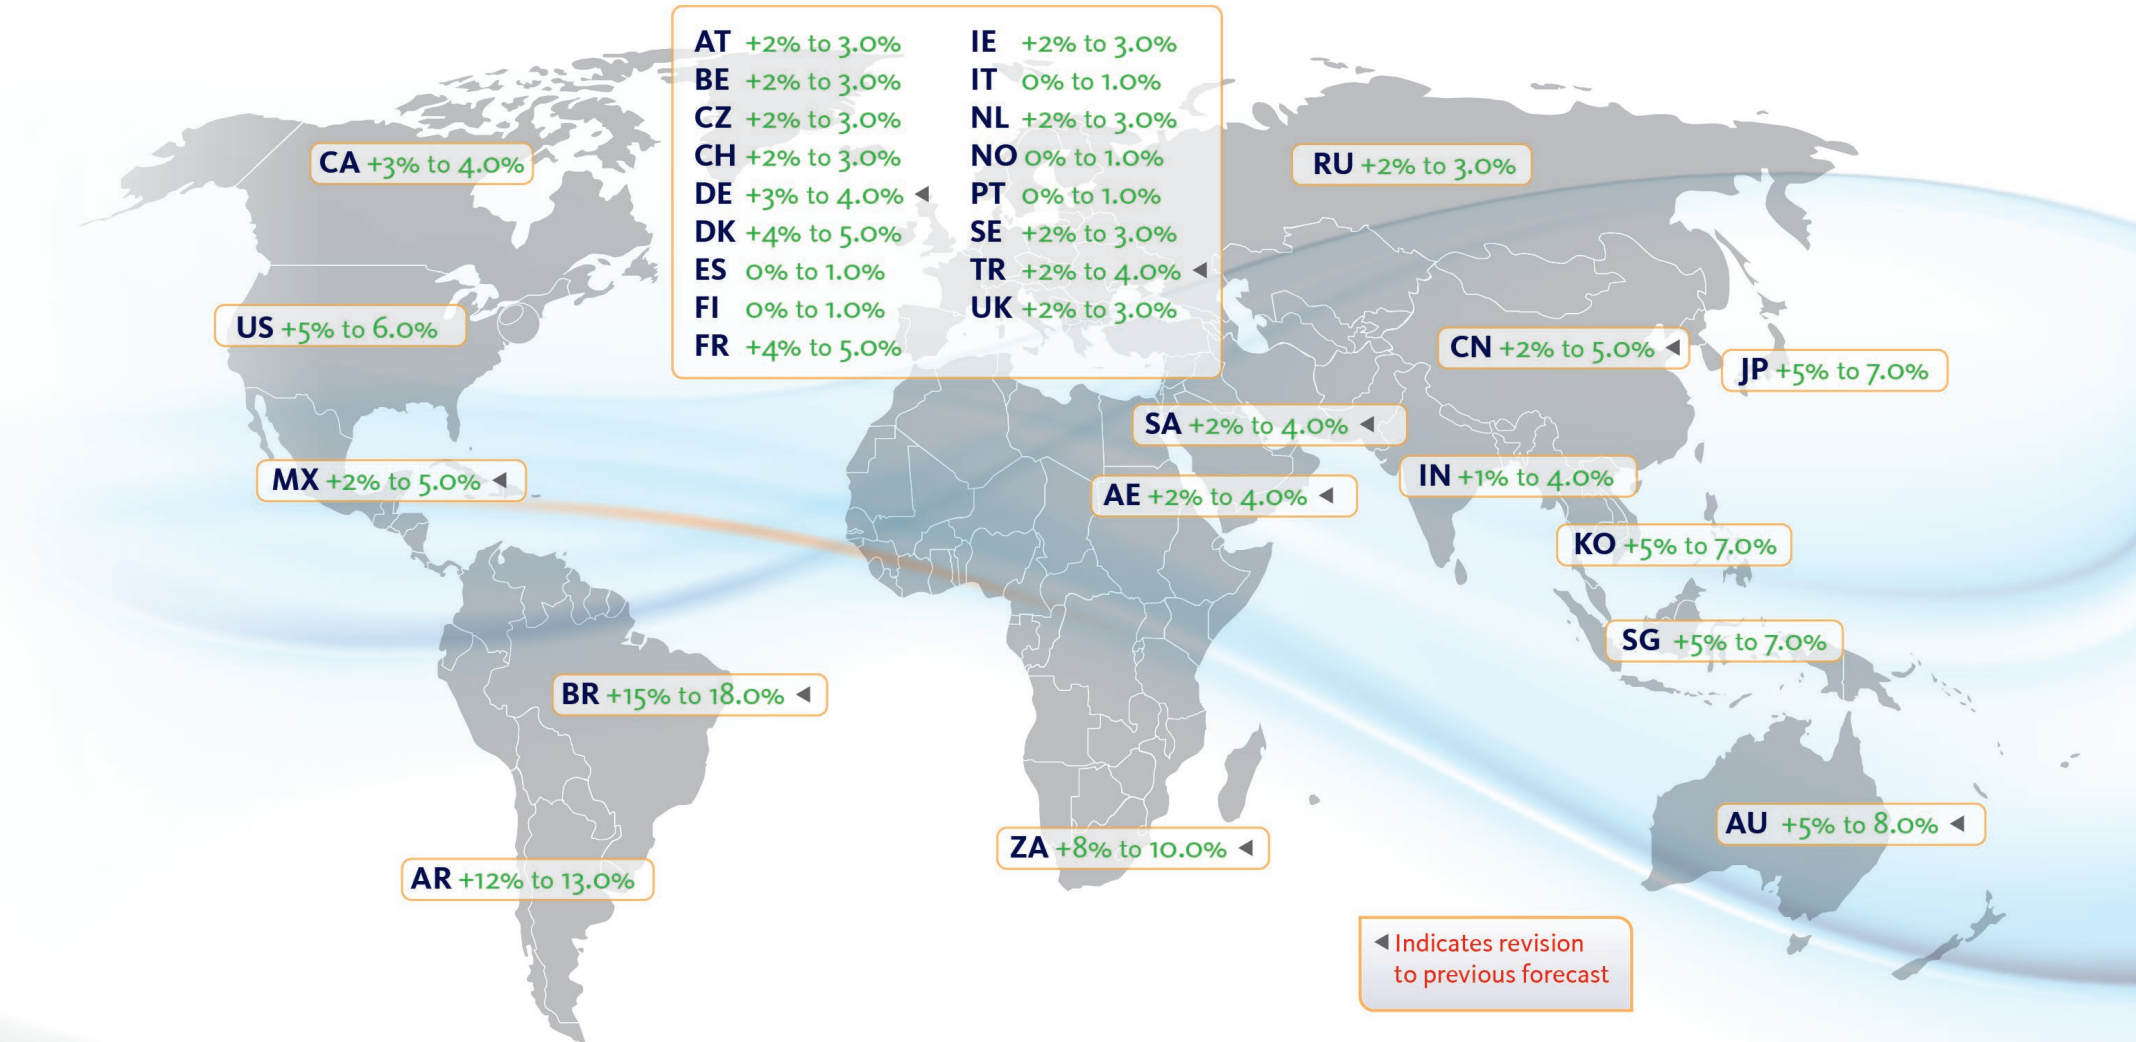 AT +2% to 3.0%
BE +2% to 3.0%
CZ +2% to 3.0%
CH +2% to 3.0%
DE +3% to 4.0% ◄
DK +4% to 5.0%
ES 0% to 1.0%
FI 0% to 1.0%
FR +4% to 5.0%
IE +2% to 3.0%
IT 0% to 1.0%
NL +2% to 3.0%
NO 0% to 1.0%
PT 0% to 1.0%
SE +2% to 3.0%
TR +2% to 4.0% ◄
UK +2% to 3.0%
CA +3% to 4.0%
RU +2% to 3.0%
US +5% to 6.0%
CN +2% to 5.0% ◄
JP +5% to 7.0%
SA +2% to 4.0% ◄
MX +2% to 5.0% ◄
AE +2% to 4.0% ◄
IN +1% to 4.0%
KO +5% to 7.0%
SG +5% to 7.0%
BR +15% to 18.0% ◄
AU +5% to 8.0% ◄
ZA +8% to 10.0% ◄
AR +12% to 13.0%
◄ Indicates revision
to previous forecast